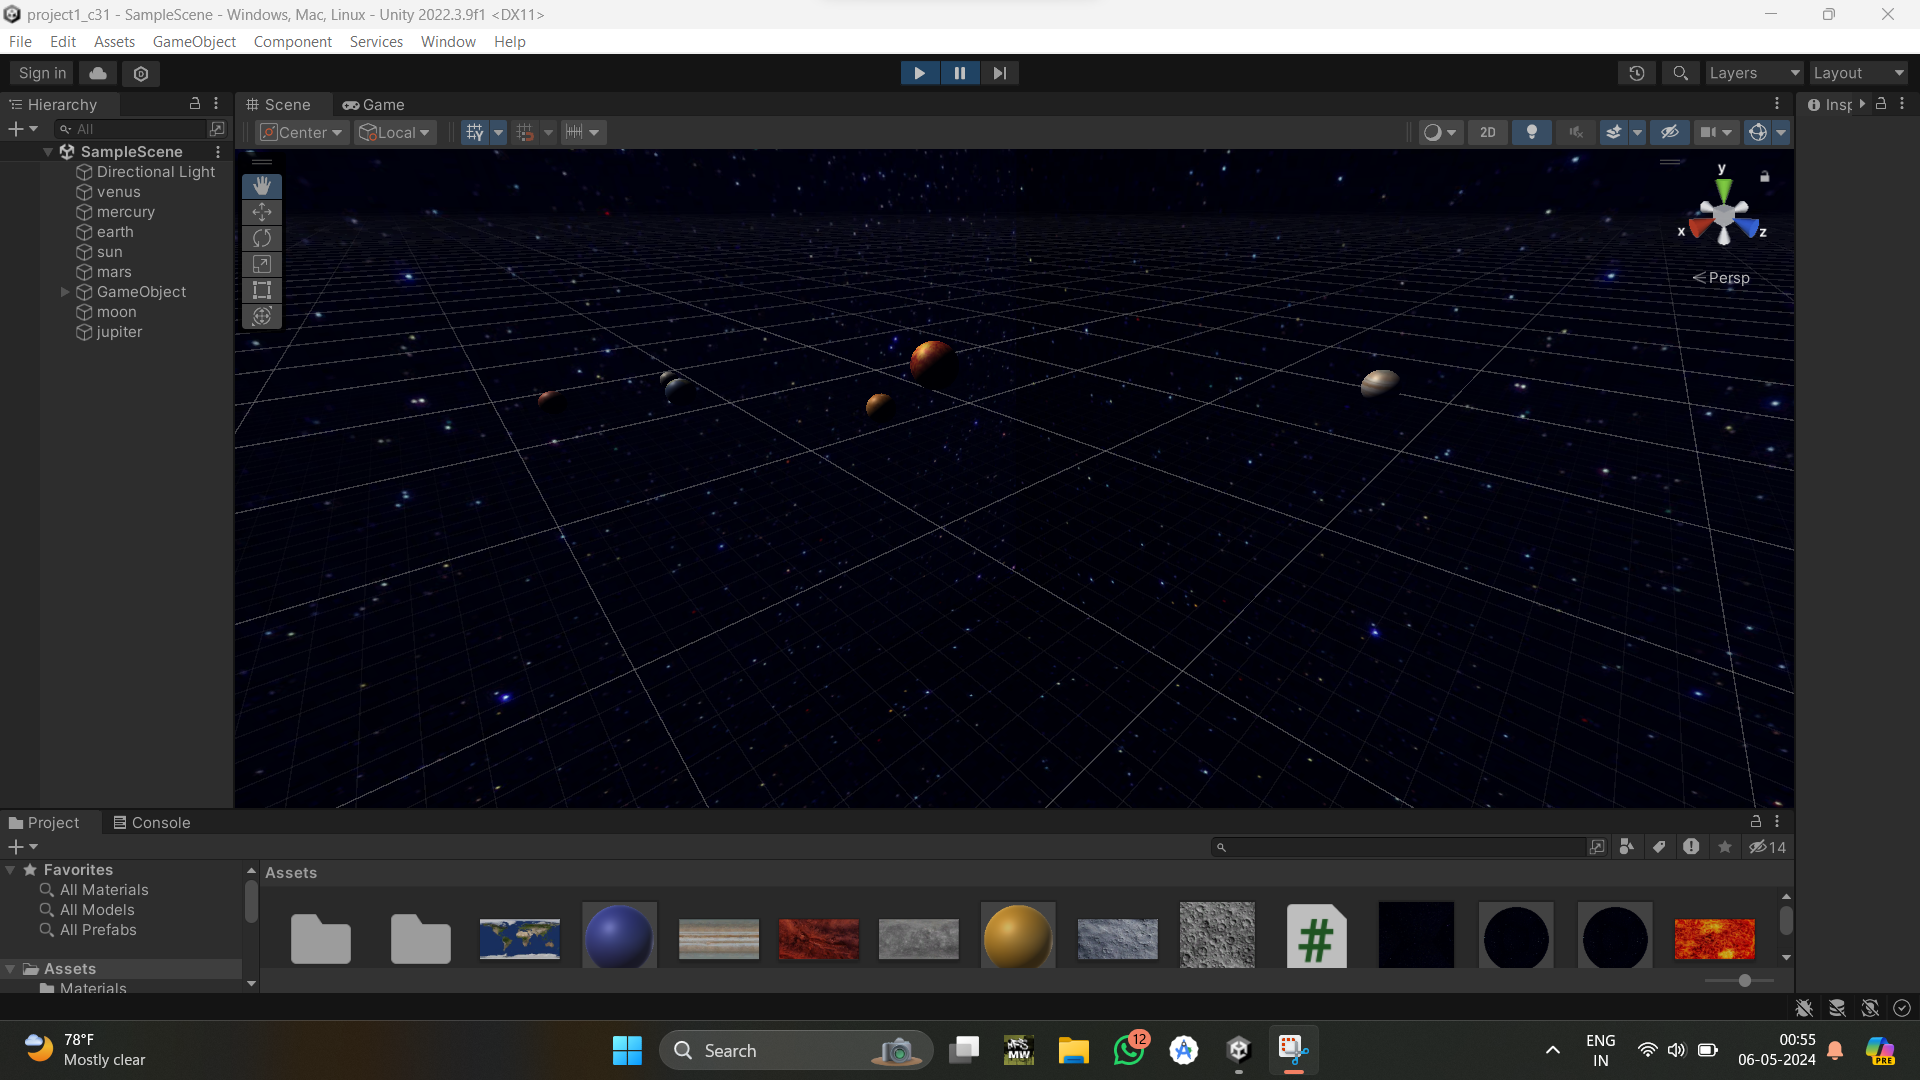 project1_c31 - SampleScene - Windows, Mac, Linux - Unity 2022.3.9f1 <DX11>
File Edit Assets GameObject Component Services Window Help
Sign in Layers Layout
Hierarchy Scene Game Insp
All Center Local 2D
SampleScene
Directional Light
venus
mercury
earth
sun
mars
GameObject
moon
jupiter
y
x z
Persp
Project Console
14
Favorites Assets
All Materials
All Models
All Prefabs
Assets
Materials
#
78°F
Mostly clear
Search
MW
12
ENG
IN
00:55
06-05-2024
PRE